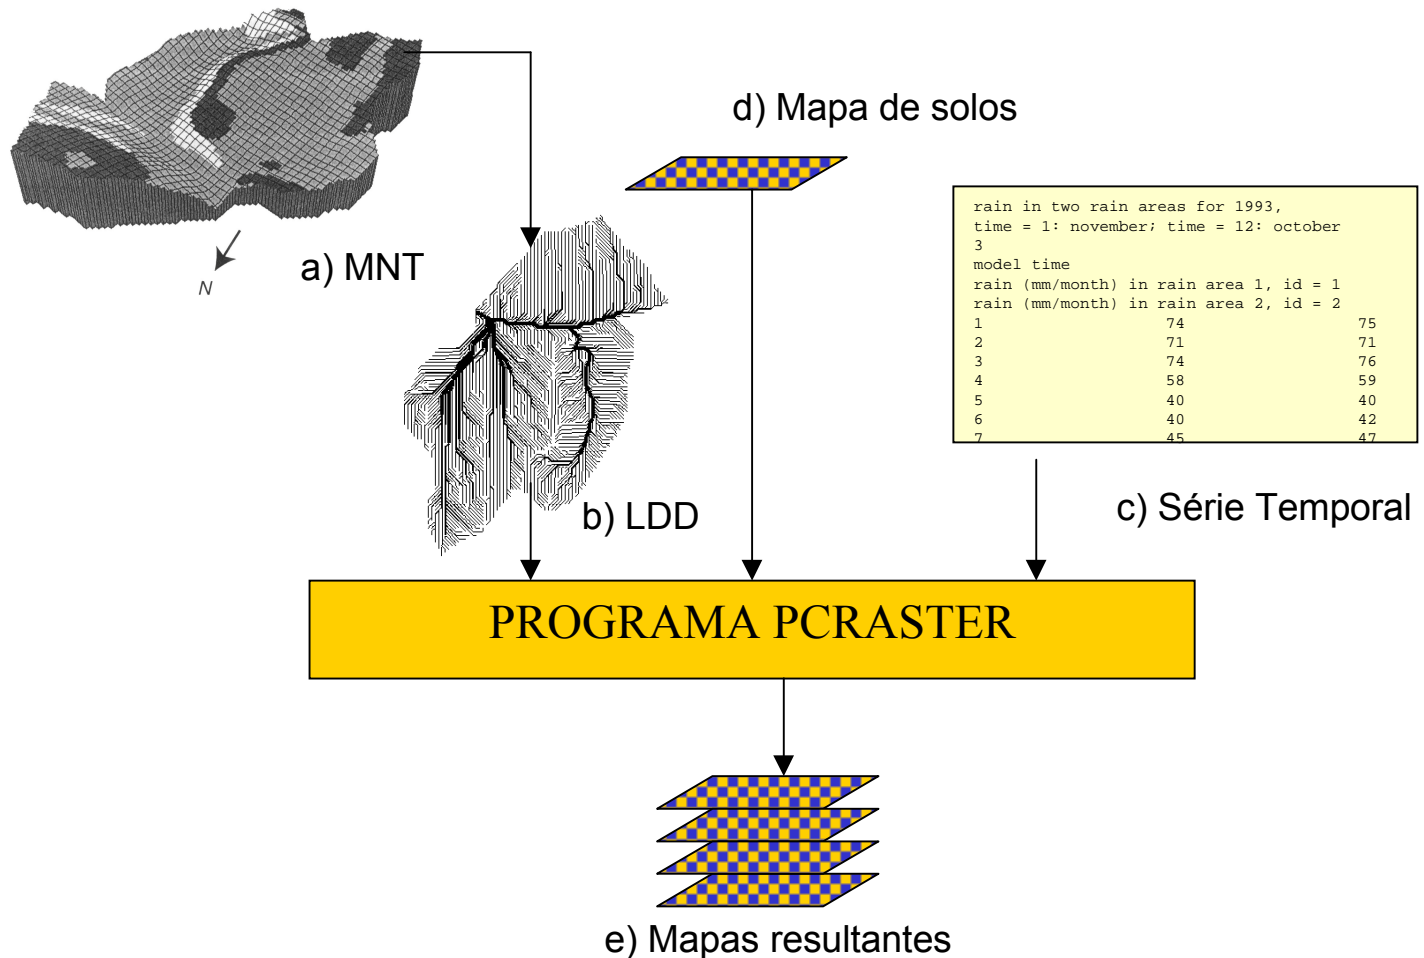 d) Mapa de solos
rain in two rain areas for 1993,
time = 1: november; time = 12: october
3
model time
rain (mm/month) in rain area 1, id = 1
rain (mm/month) in rain area 2, id = 2
1 74 75
2 71 71
3 74 76
4 58 59
5 40 40
6 40 42
7 45 47
N
a) MNT
b) LDD
c) Série Temporal
PROGRAMA PCRASTER
e) Mapas resultantes